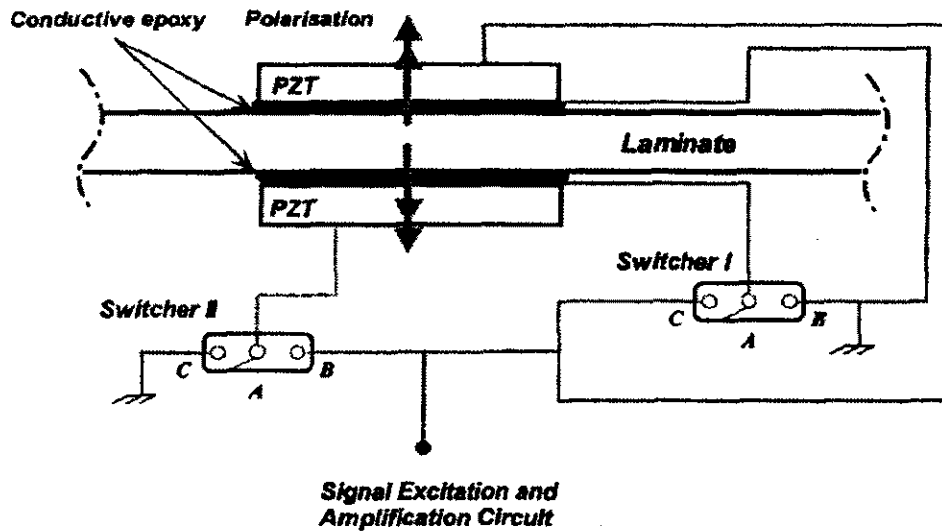 Conductive epoxy
Polarisation
PZT
Laminate
PZT
Switcher I
C
A
B
Switcher II
C
A
B
Signal Excitation and
Amplification Circuit